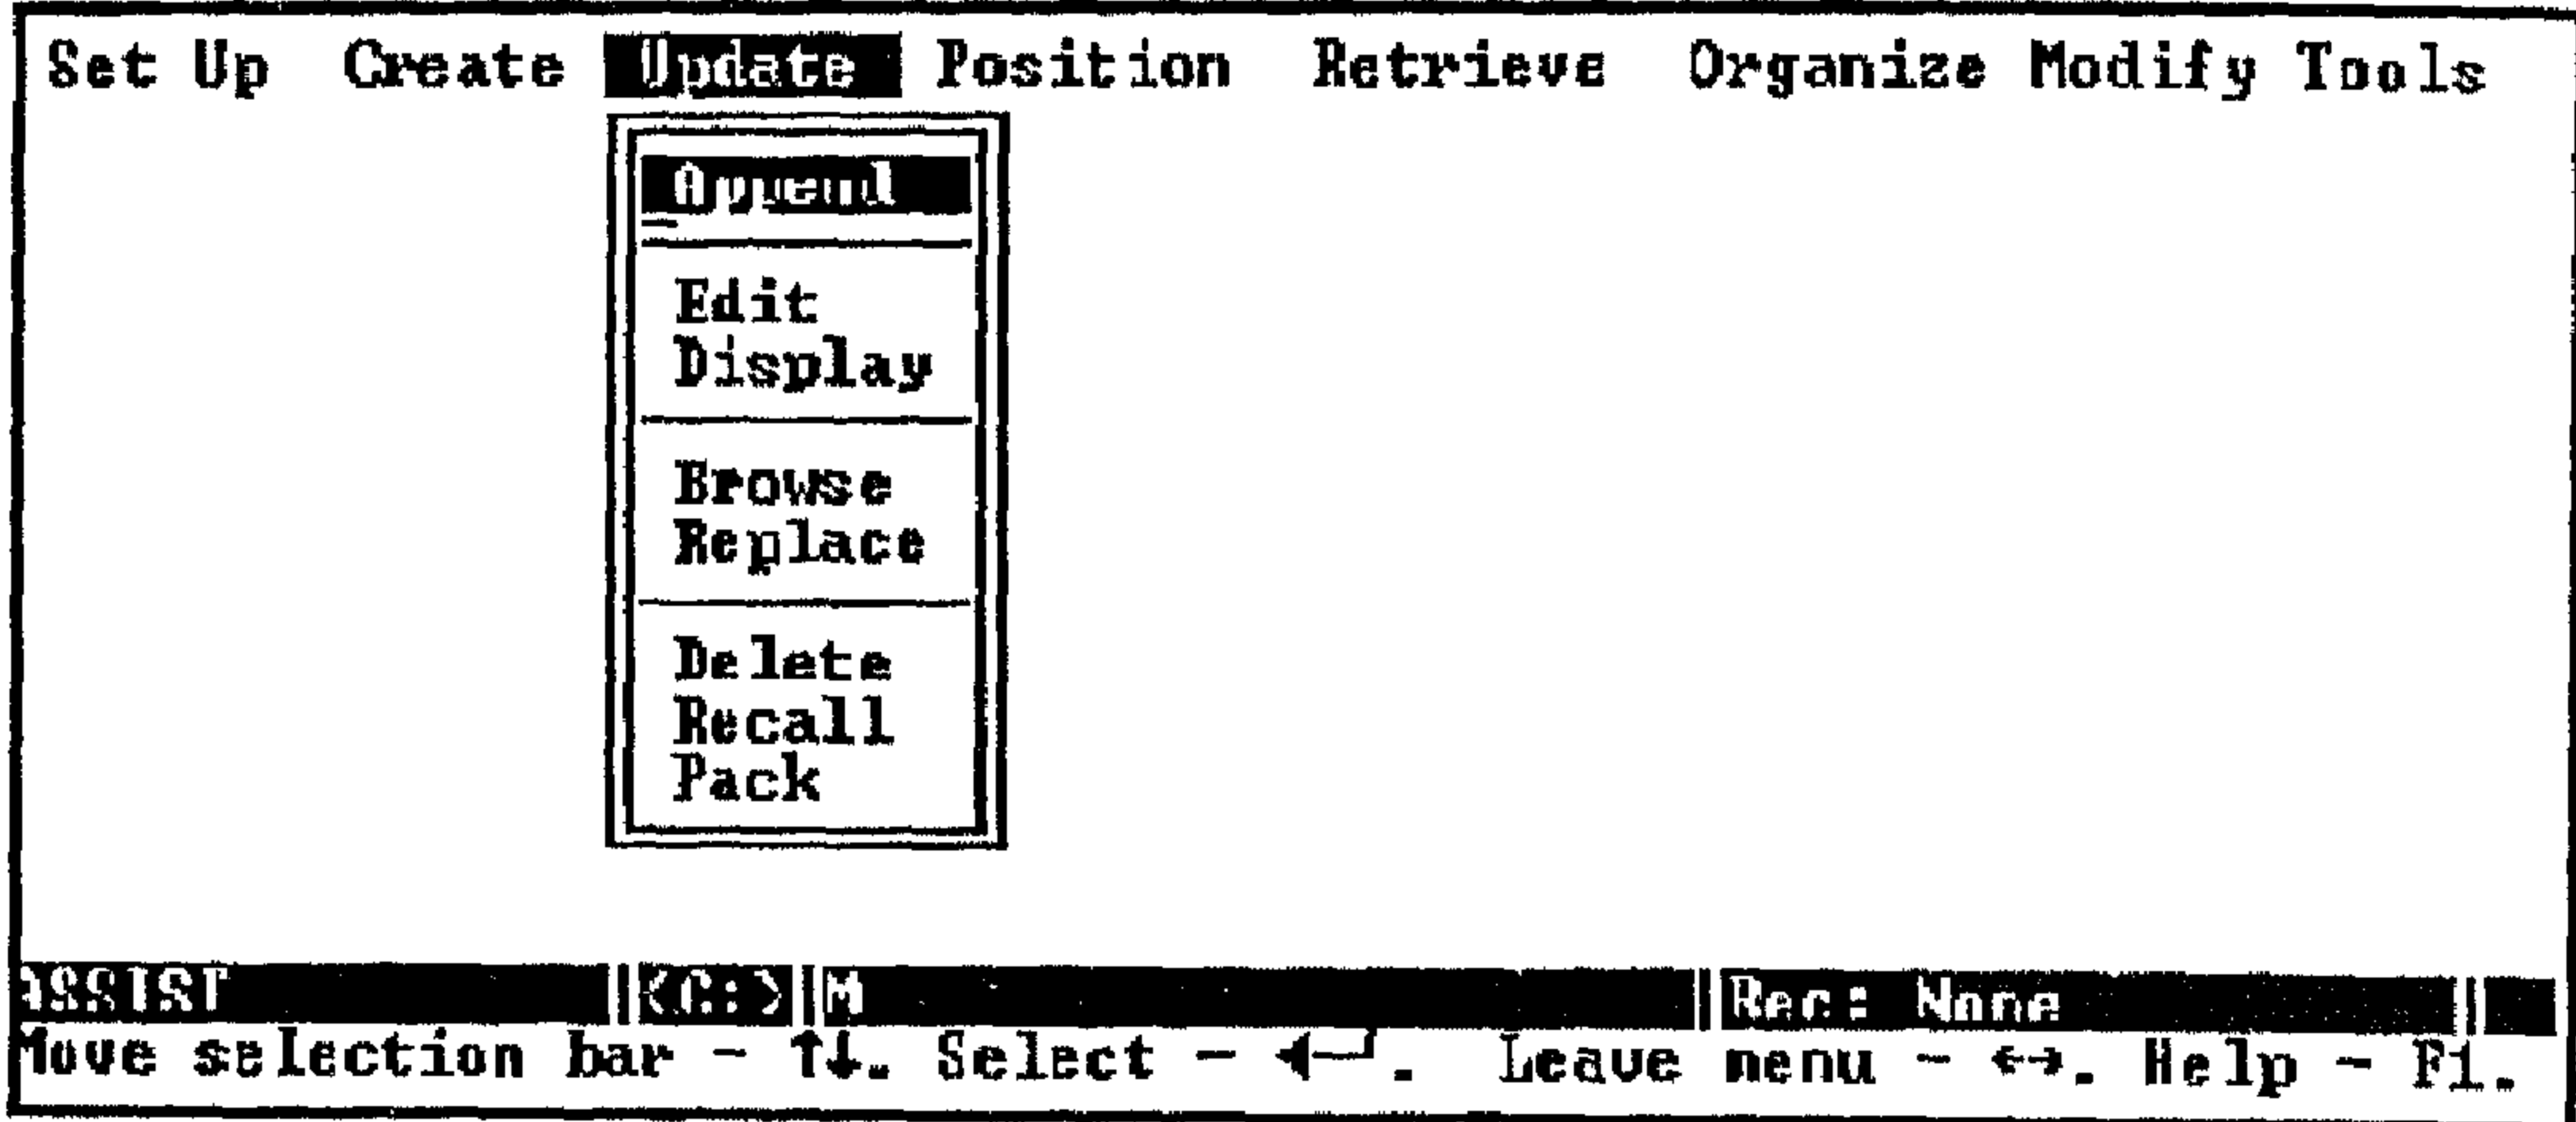 Set Up Create Update Position Retrieve Organize Modify Tools
Append
Edit
Display
Browse
Replace
Delete
Recall
Pack
ASSIST <C:> M Rec: None
Move selection bar - ↑↓. Select - ←┘. Leave menu - ↔. Help - F1.